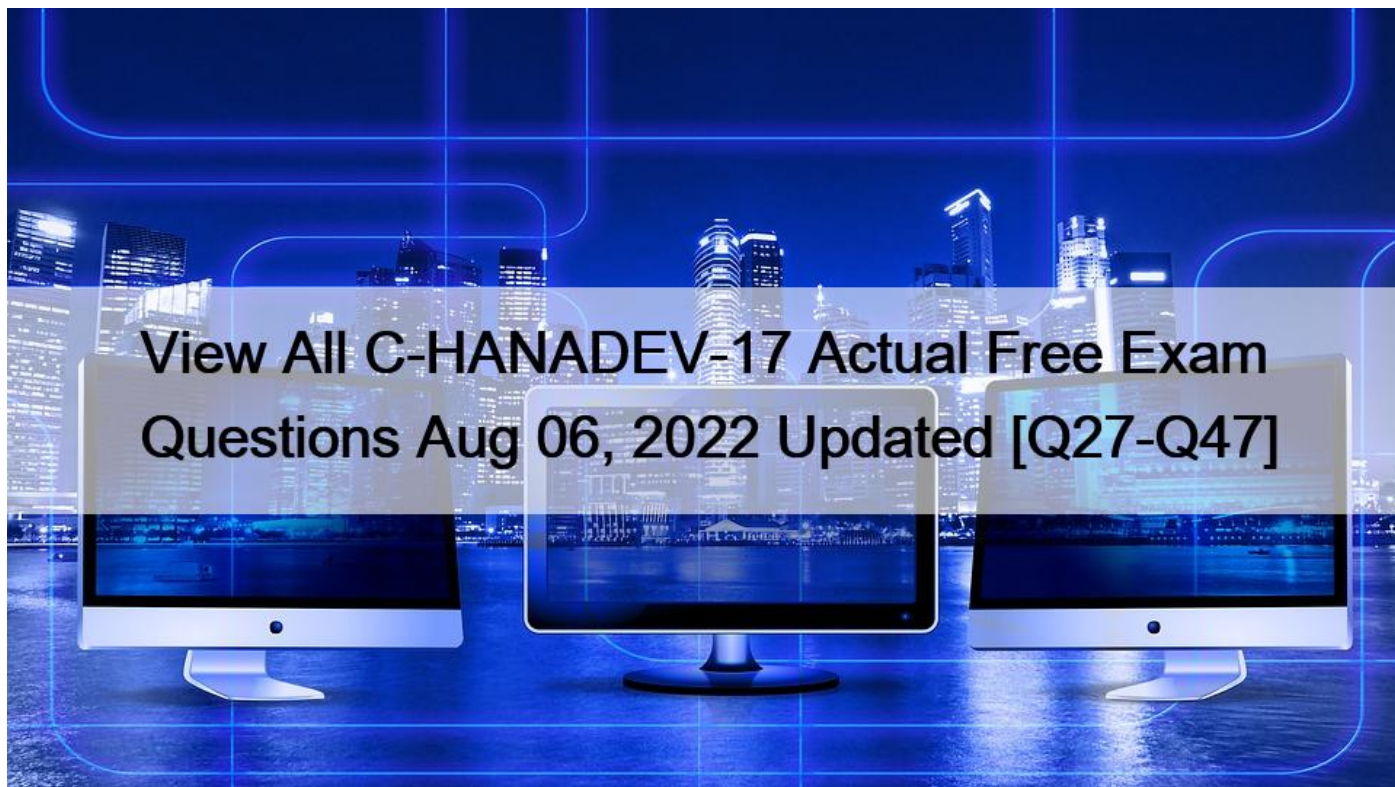 View All C-HANADEV-17 Actual Free Exam
Questions Aug 06, 2022 Updated [Q27-Q47]